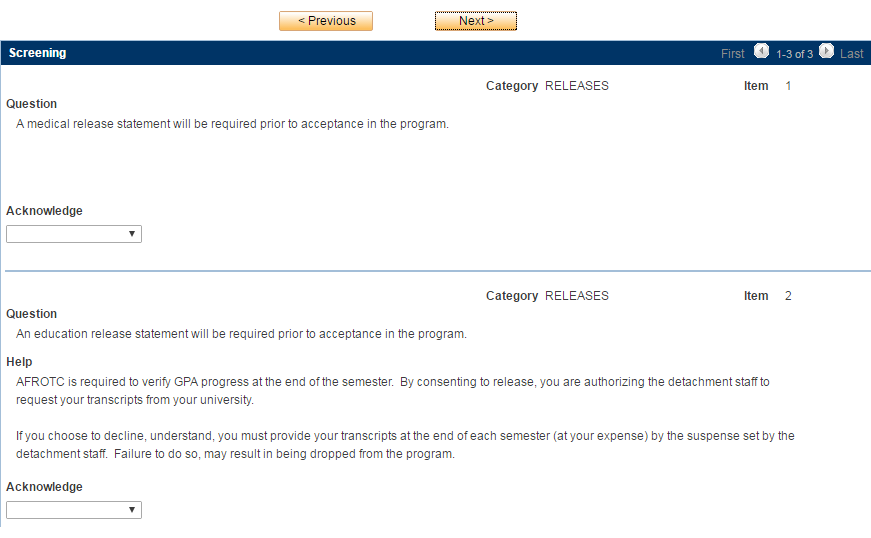 < Previous Next >
Screening First 1-3 of 3 Last
Category RELEASES Item 1
Question
A medical release statement will be required prior to acceptance in the program.
Acknowledge
Category RELEASES Item 2
Question
An education release statement will be required prior to acceptance in the program.
Help
AFROTC is required to verify GPA progress at the end of the semester.  By consenting to release, you are authorizing the detachment staff to
request your transcripts from your university.
If you choose to decline, understand, you must provide your transcripts at the end of each semester (at your expense) by the suspense set by the
detachment staff.  Failure to do so, may result in being dropped from the program.
Acknowledge